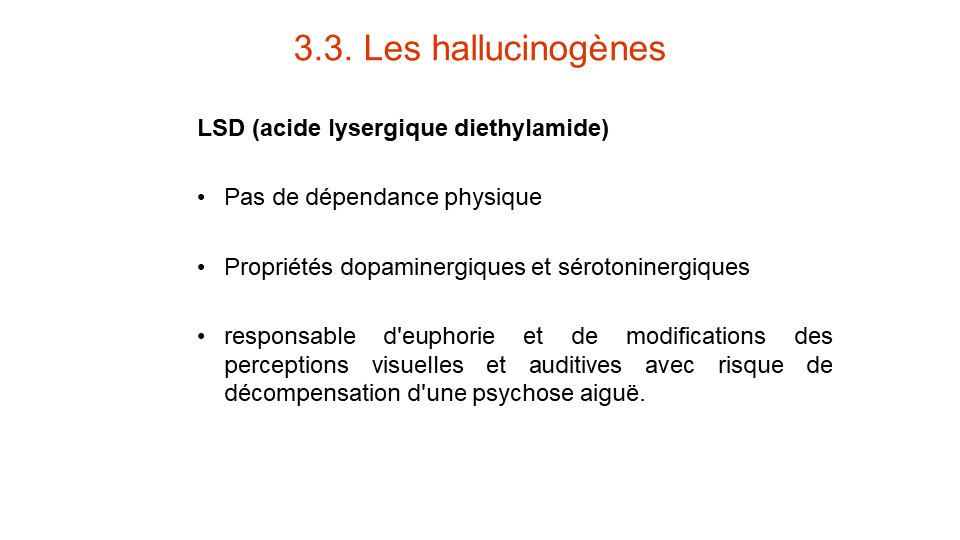 3.3. Les hallucinogènes
LSD (acide lysergique diethylamide)
• Pas de dépendance physique
• Propriétés dopaminergiques et sérotoninergiques
• responsable d'euphorie et de modifications des
perceptions visuelles et auditives avec risque de
décompensation d'une psychose aiguë.